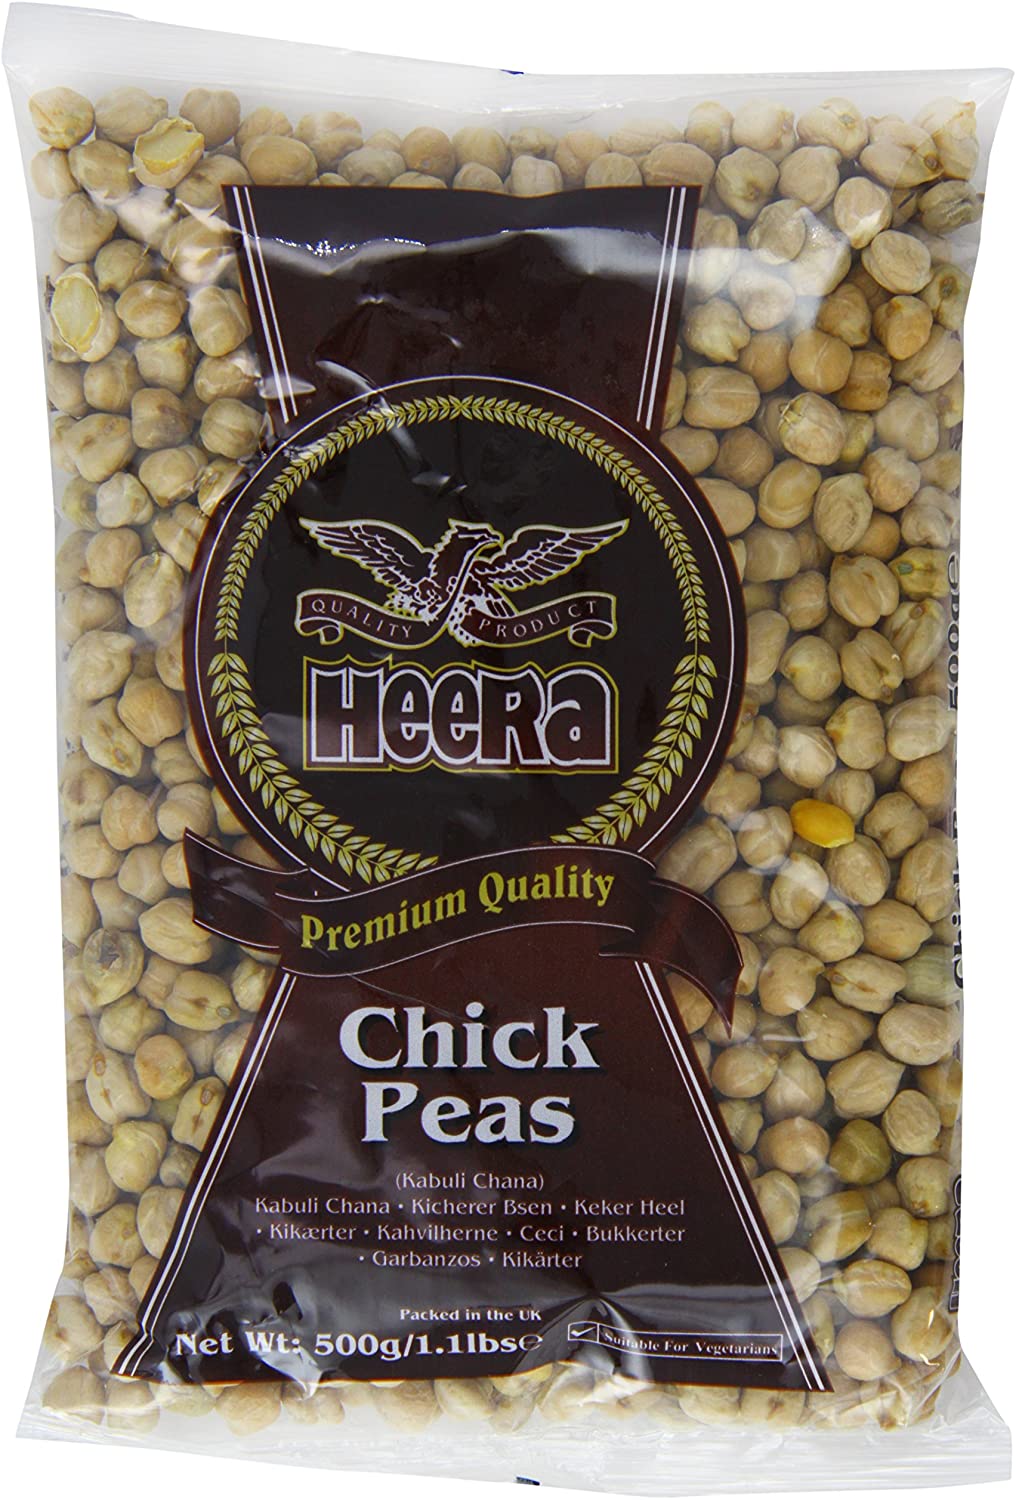 QUALITY PRODUCT
HEERA
Premium Quality
Chick
Peas
(Kabuli Chana)
Kabuli Chana • Kicherer Bsen • Keker Heel
• Kikærter • Kahvilherne • Ceci • Bukkerter
• Garbanzos • Kikärter
Packed in the UK
Net Wt: 500g/1.1lbs℮
Suitable For Vegetarians
500g℮